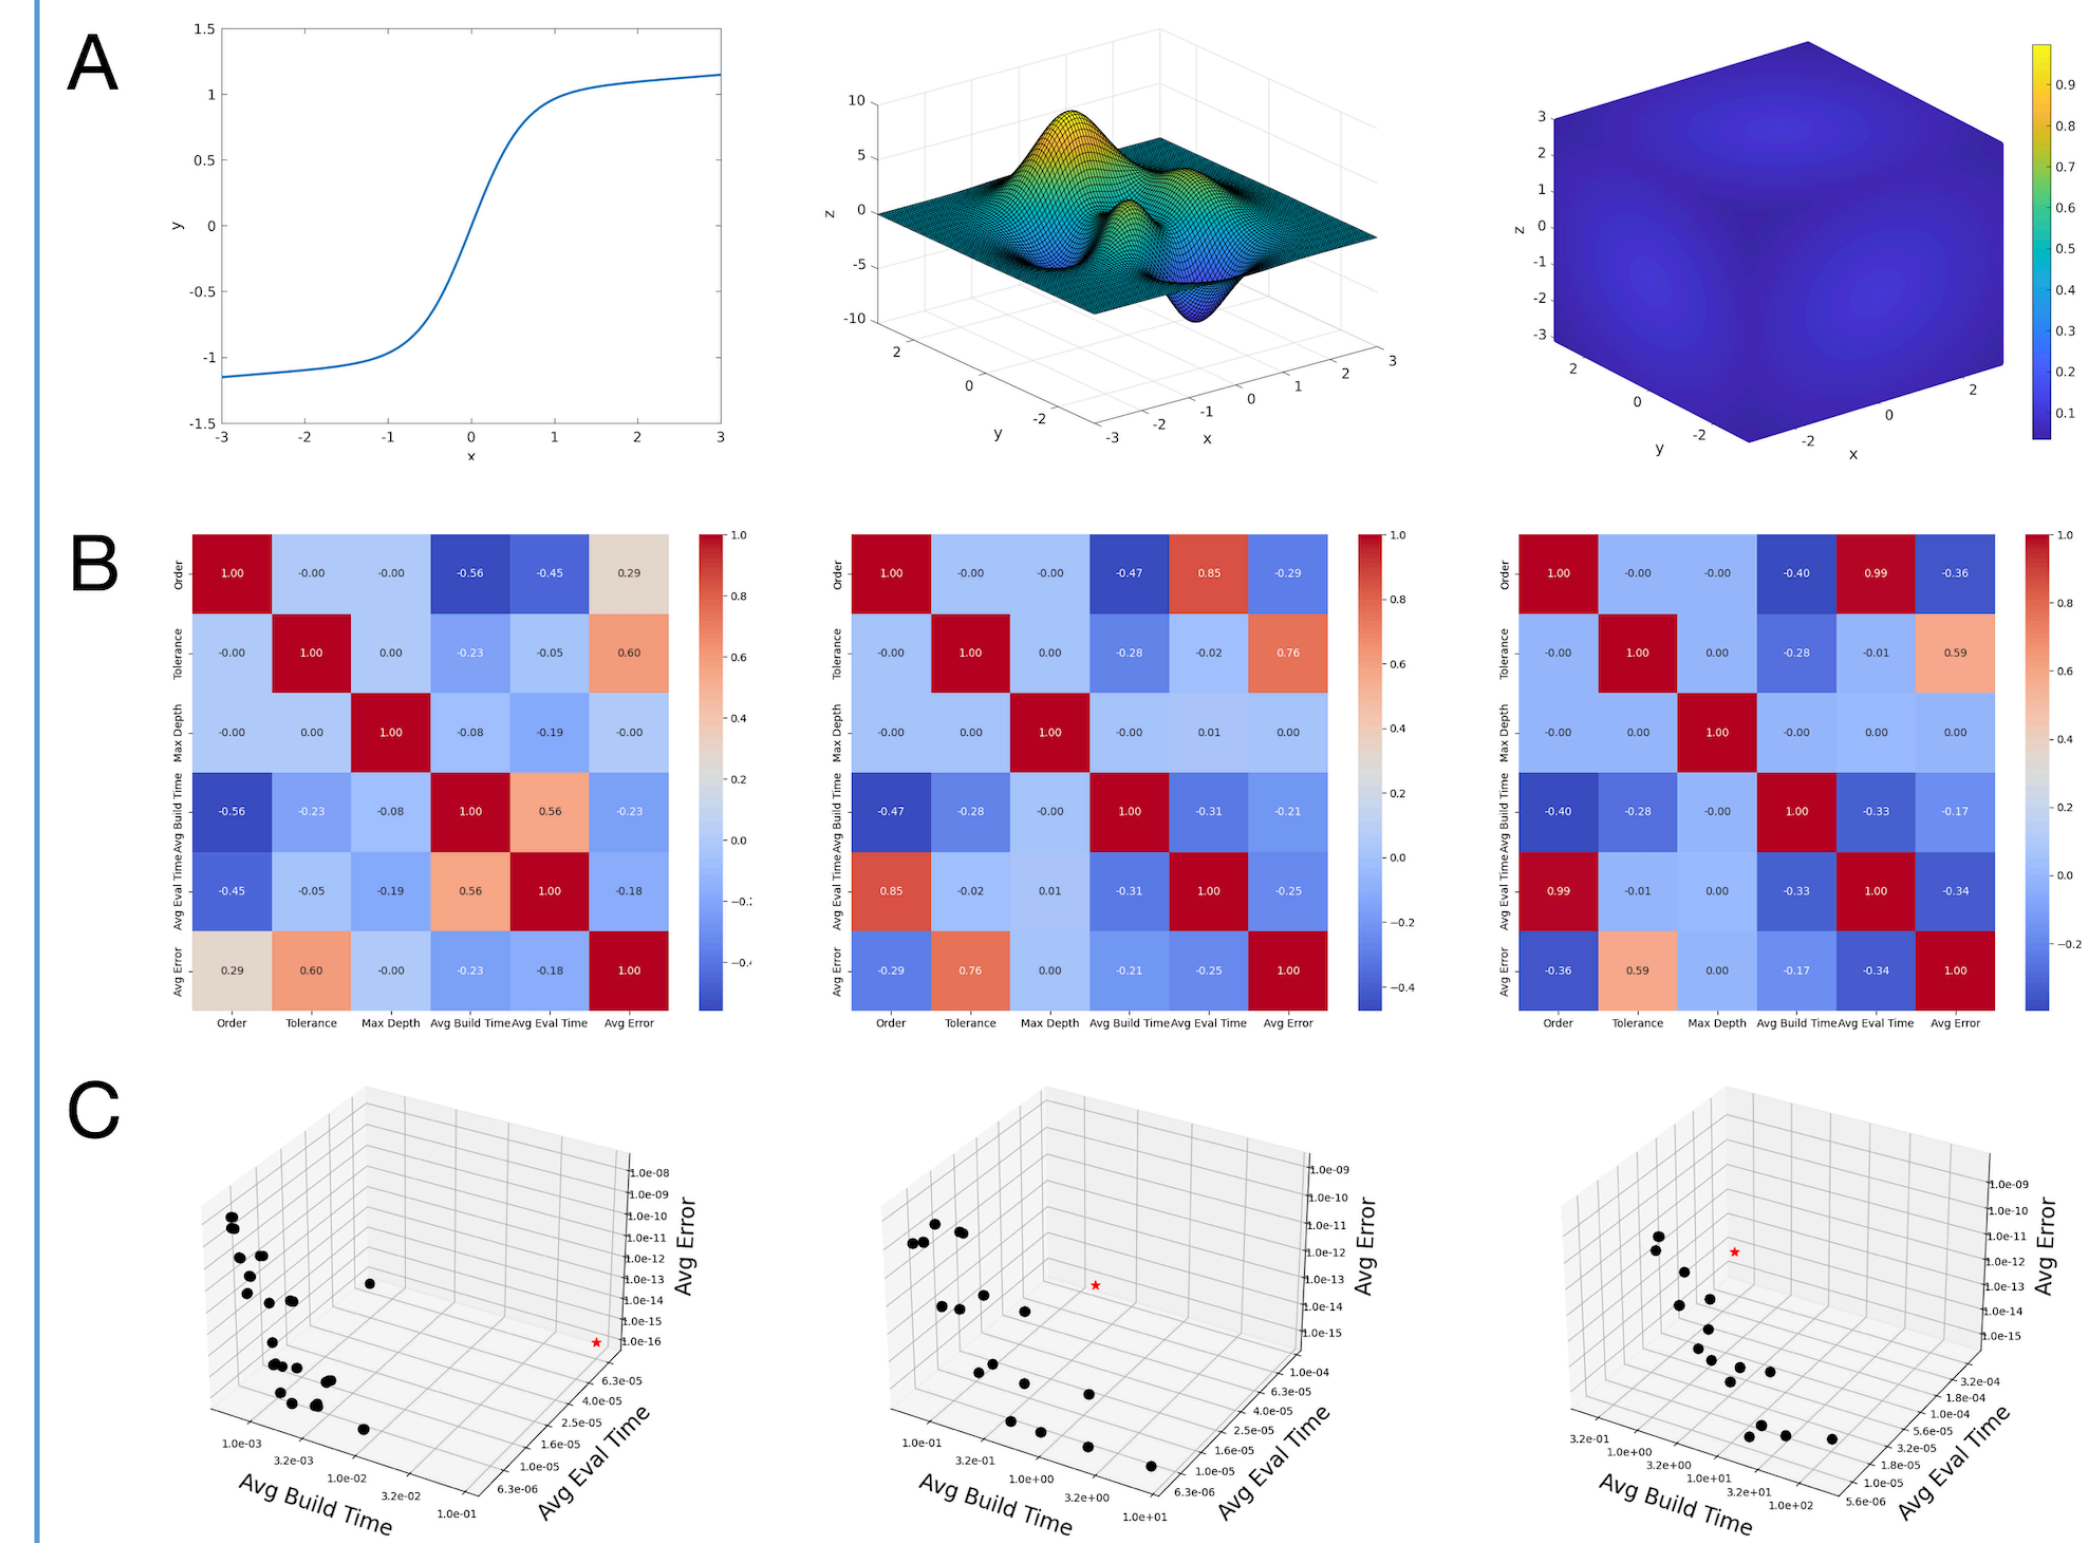 A
1.5
1
0.5
0
-0.5
-1
-1.5
-3 -2 -1 0 1 2 3
x
y
10
5
0
-5
-10
z
2
0
-2
y
-3 -2 -1 0 1 2 3
x
3
2
1
0
-1
-2
-3
z
2
0
-2
y
-2 0 2
x
0.9
0.8
0.7
0.6
0.5
0.4
0.3
0.2
0.1
B
Order 1.00 -0.00 -0.00 -0.56 -0.45 0.29
Tolerance -0.00 1.00 0.00 -0.23 -0.05 0.60
Max Depth -0.00 0.00 1.00 -0.08 -0.19 -0.00
Avg Build Time -0.56 -0.23 -0.08 1.00 0.56 -0.23
Avg Eval Time -0.45 -0.05 -0.19 0.56 1.00 -0.18
Avg Error 0.29 0.60 -0.00 -0.23 -0.18 1.00
Order Tolerance Max Depth Avg Build Time Avg Eval Time Avg Error
1.0
0.8
0.6
0.4
0.2
0.0
Order 1.00 -0.00 -0.00 -0.47 0.85 -0.29
Tolerance -0.00 1.00 0.00 -0.28 -0.02 0.76
Max Depth -0.00 0.00 1.00 -0.00 0.01 0.00
Avg Build Time -0.47 -0.28 -0.00 1.00 -0.31 -0.21
Avg Eval Time 0.85 -0.02 0.01 -0.31 1.00 -0.25
Avg Error -0.29 0.76 0.00 -0.21 -0.25 1.00
Order Tolerance Max Depth Avg Build Time Avg Eval Time Avg Error
1.0
0.8
0.6
0.4
0.2
0.0
−0.2
−0.4
Order 1.00 -0.00 -0.00 -0.40 0.99 -0.36
Tolerance -0.00 1.00 0.00 -0.28 -0.01 0.59
Max Depth -0.00 0.00 1.00 -0.00 0.00 0.00
Avg Build Time -0.40 -0.28 -0.00 1.00 -0.33 -0.17
Avg Eval Time 0.99 -0.01 0.00 -0.33 1.00 -0.34
Avg Error -0.36 0.59 0.00 -0.17 -0.34 1.00
Order Tolerance Max Depth Avg Build Time Avg Eval Time Avg Error
1.0
0.8
0.6
0.4
0.2
0.0
−0.2
C
1.0e-08
1.0e-09
1.0e-10
1.0e-11
1.0e-12
1.0e-13
1.0e-14
1.0e-15
1.0e-16
Avg Error
6.3e-05
4.0e-05
2.5e-05
1.6e-05
1.0e-05
6.3e-06
Avg Eval Time
1.0e-03
3.2e-03
1.0e-02
3.2e-02
1.0e-01
Avg Build Time
1.0e-09
1.0e-10
1.0e-11
1.0e-12
1.0e-13
1.0e-14
1.0e-15
Avg Error
1.0e-04
6.3e-05
4.0e-05
2.5e-05
1.6e-05
1.0e-05
6.3e-06
Avg Eval Time
1.0e-01
3.2e-01
1.0e+00
3.2e+00
1.0e+01
Avg Build Time
1.0e-09
1.0e-10
1.0e-11
1.0e-12
1.0e-13
1.0e-14
1.0e-15
Avg Error
3.2e-04
1.8e-04
1.0e-04
5.6e-05
3.2e-05
1.8e-05
1.0e-05
5.6e-06
Avg Eval Time
3.2e-01
1.0e+00
3.2e+00
1.0e+01
3.2e+01
1.0e+02
Avg Build Time